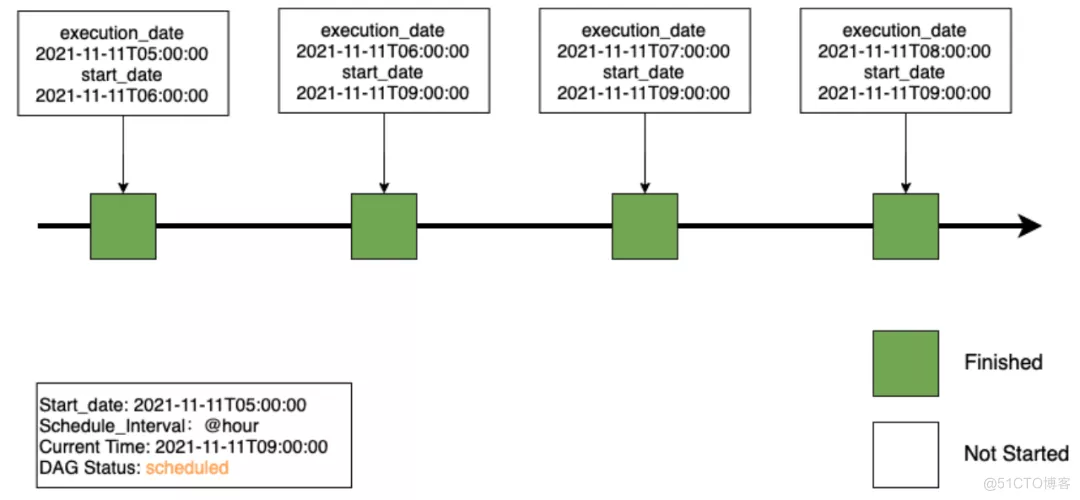 execution_date
2021-11-11T05:00:00
start_date
2021-11-11T06:00:00
execution_date
2021-11-11T06:00:00
start_date
2021-11-11T09:00:00
execution_date
2021-11-11T07:00:00
start_date
2021-11-11T09:00:00
execution_date
2021-11-11T08:00:00
start_date
2021-11-11T09:00:00
Finished
Start_date: 2021-11-11T05:00:00
Schedule_Interval：@hour
Current Time: 2021-11-11T09:00:00
DAG Status: scheduled
Not Started
@51CTO博客